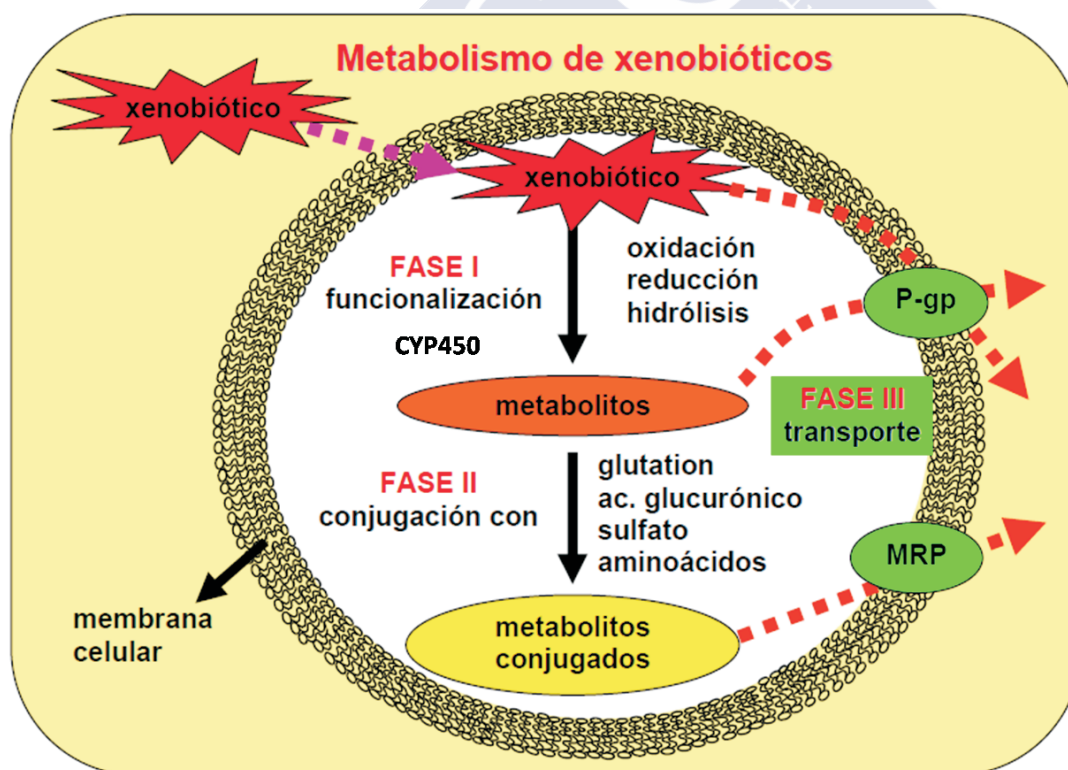 Metabolismo de xenobióticos
xenobiótico
xenobiótico
FASE I
funcionalización
CYP450
oxidación
reducción
hidrólisis
P-gp
metabolitos
FASE III
transporte
FASE II
conjugación con
glutation
ac. glucurónico
sulfato
aminoácidos
MRP
membrana
celular
metabolitos
conjugados